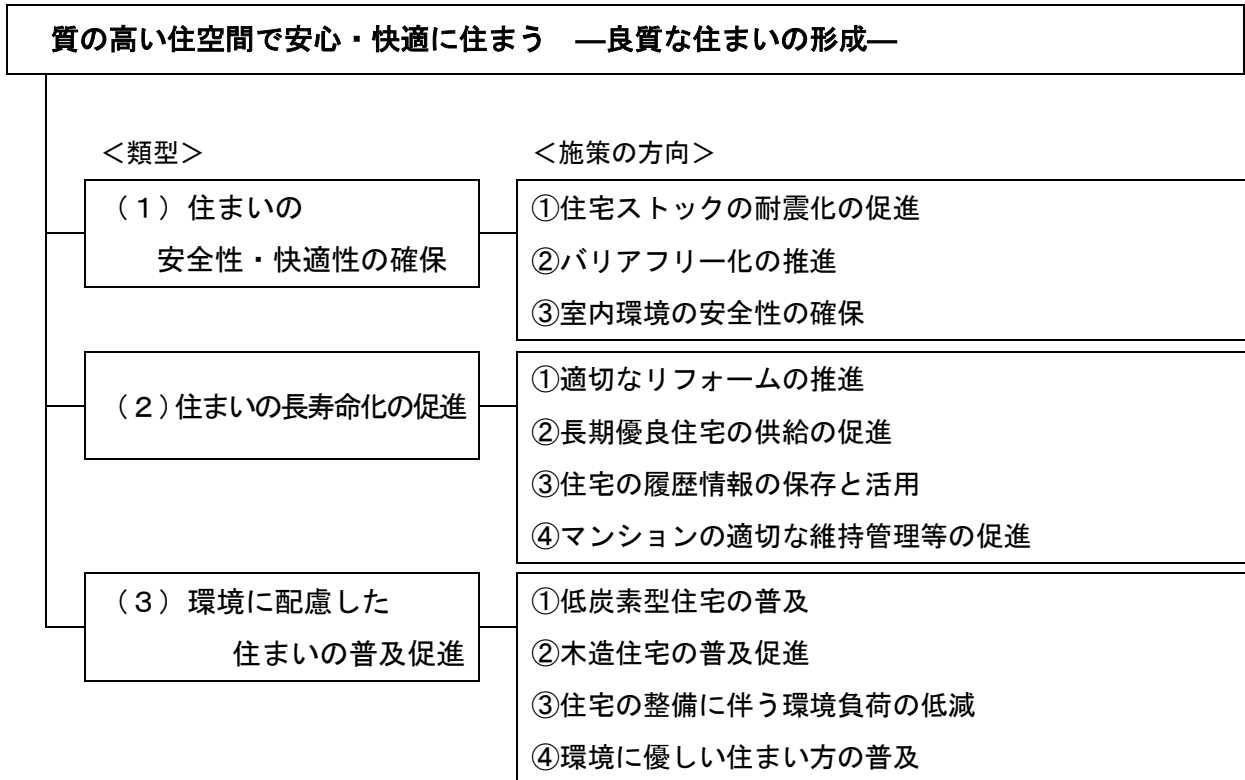 質の高い住空間で安心・快適に住まう　―良質な住まいの形成―
＜類型＞
＜施策の方向＞
（１）住まいの
安全性・快適性の確保
①住宅ストックの耐震化の促進
②バリアフリー化の推進
③室内環境の安全性の確保
（２）住まいの長寿命化の促進
①適切なリフォームの推進
②長期優良住宅の供給の促進
③住宅の履歴情報の保存と活用
④マンションの適切な維持管理等の促進
（３）環境に配慮した
住まいの普及促進
①低炭素型住宅の普及
②木造住宅の普及促進
③住宅の整備に伴う環境負荷の低減
④環境に優しい住まい方の普及